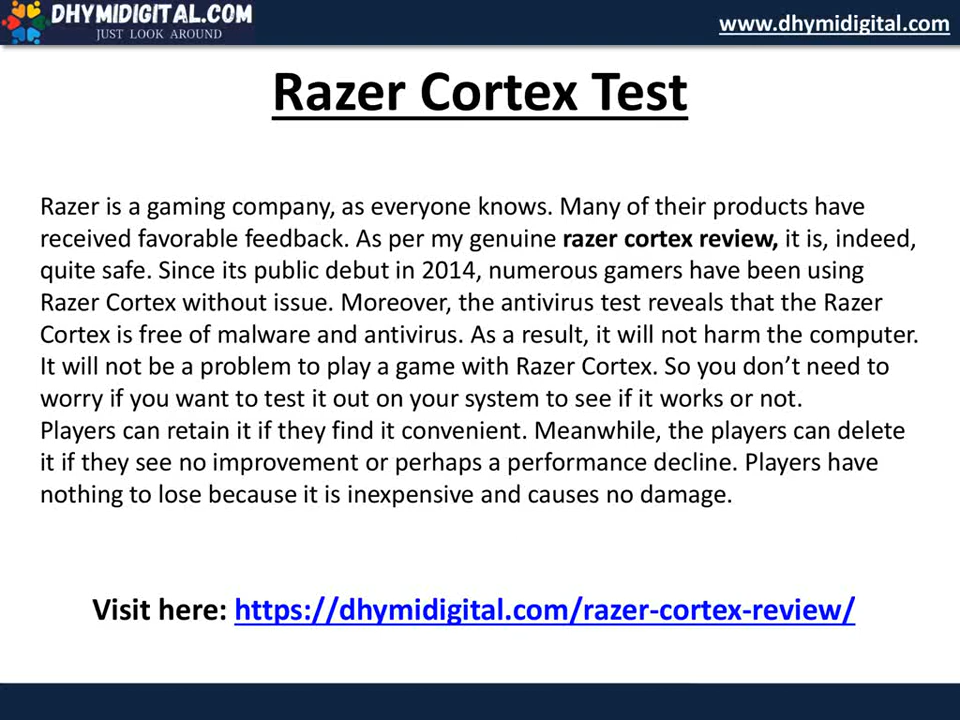 DHYMIDIGITAL.COM
JUST LOOK AROUND
www.dhymidigital.com
Razer Cortex Test
Razer is a gaming company, as everyone knows. Many of their products have
received favorable feedback. As per my genuine razer cortex review, it is, indeed,
quite safe. Since its public debut in 2014, numerous gamers have been using
Razer Cortex without issue. Moreover, the antivirus test reveals that the Razer
Cortex is free of malware and antivirus. As a result, it will not harm the computer.
It will not be a problem to play a game with Razer Cortex. So you don’t need to
worry if you want to test it out on your system to see if it works or not.
Players can retain it if they find it convenient. Meanwhile, the players can delete
it if they see no improvement or perhaps a performance decline. Players have
nothing to lose because it is inexpensive and causes no damage.
Visit here: https://dhymidigital.com/razer-cortex-review/